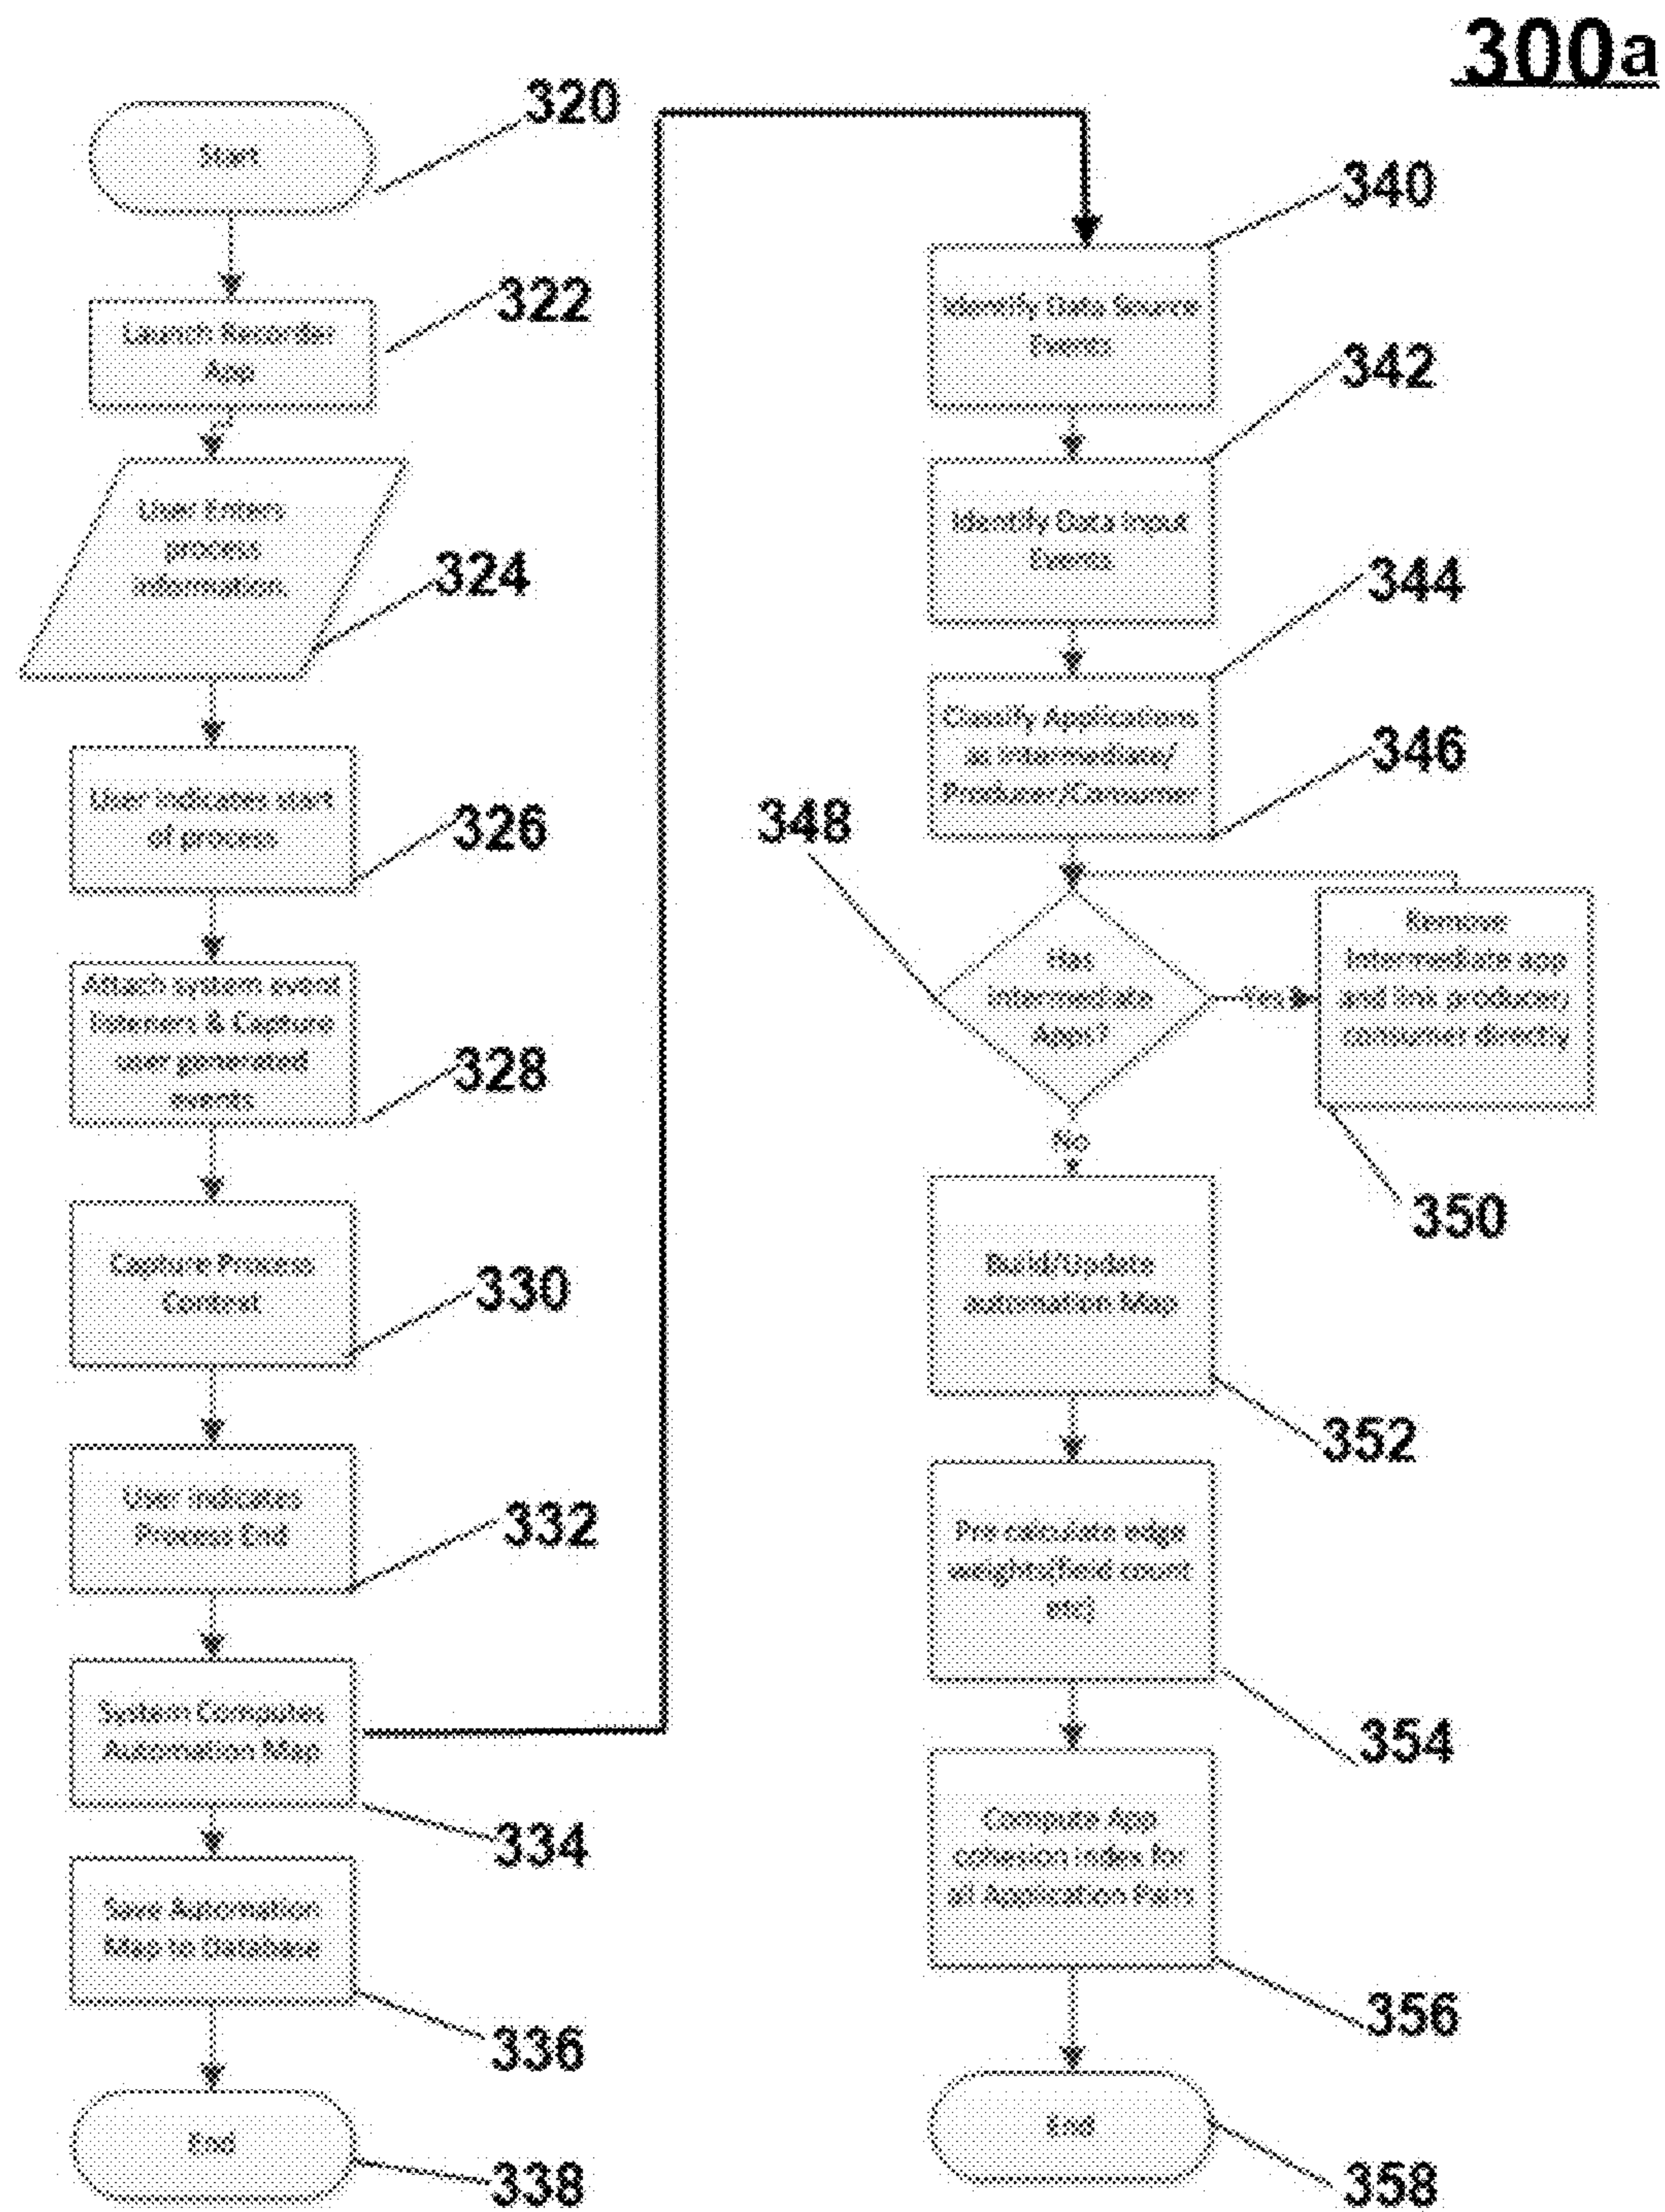 300a
Start
320
Launch Recorder
App
322
User Enters
process
information.
324
User indicates start
of process
326
Attach system event
listeners & Capture
user generated
events
328
Capture Process
Context
330
User indicates
Process End
332
System Computes
Automation Map
334
Save Automation
Map to Database
336
End
338
340
Identify Data Source
Events
342
Identify Data Input
Events
344
Classify Applications
as Intermediate/
Producer/Consumer
346
348
Has
intermediate
Apps?
Yes
Remove
Intermediate app
and link producer,
consumer directly
350
No
Build/Update
automation Map
352
Pre calculate edge
weights(field count
etc)
354
Compute App
cohesion index for
all Application Pairs
356
End
358